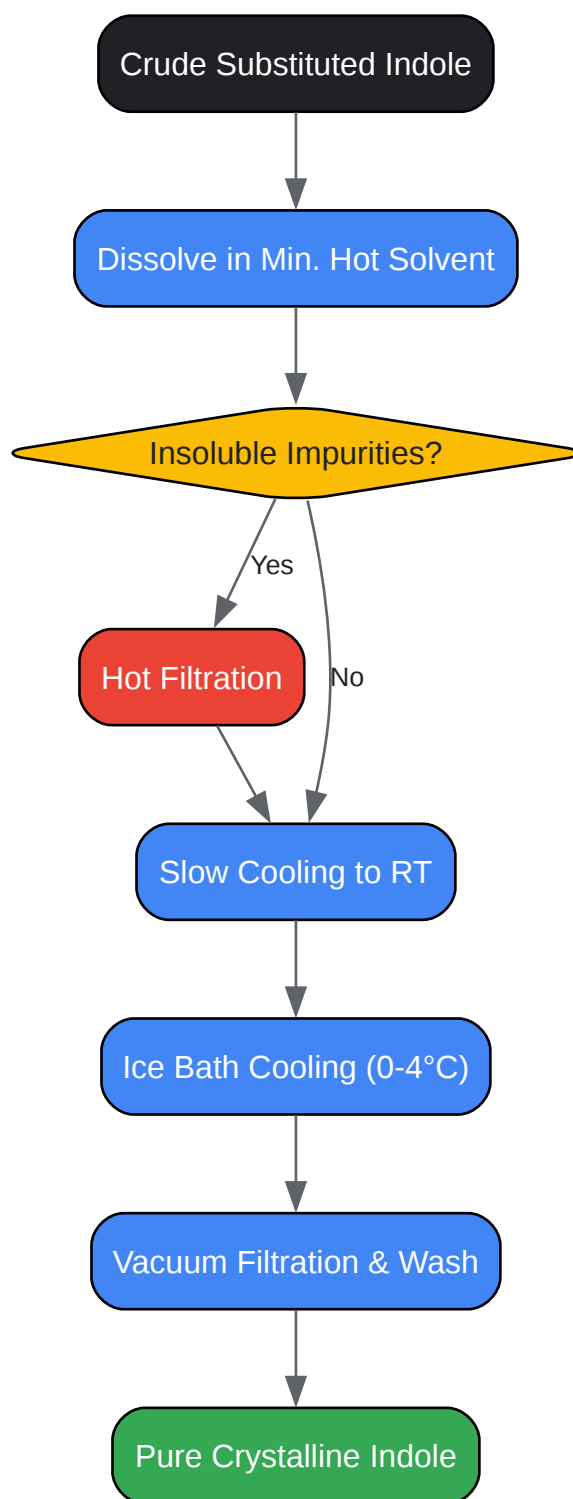 Crude Substituted Indole
Dissolve in Min. Hot Solvent
Insoluble Impurities?
Yes
Hot Filtration
No
Slow Cooling to RT
Ice Bath Cooling (0-4°C)
Vacuum Filtration & Wash
Pure Crystalline Indole